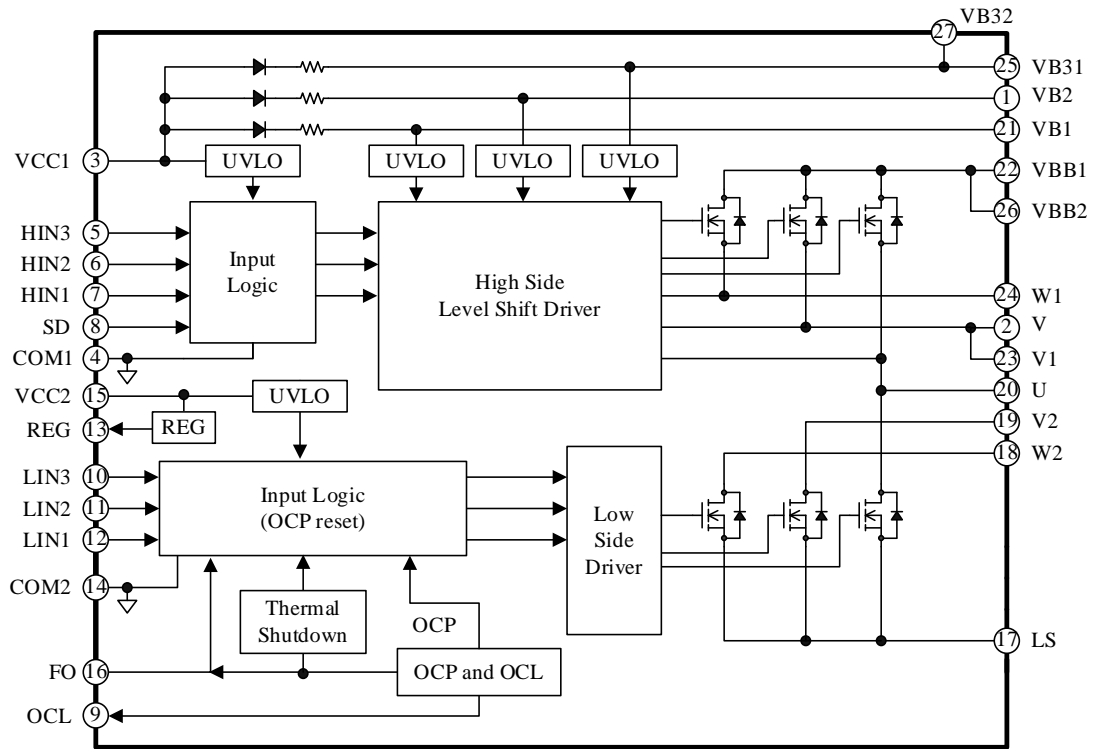 VB32
27
25 VB31
1 VB2
21 VB1
VCC1 3
UVLO UVLO UVLO UVLO
22 VBB1
26 VBB2
HIN3 5
HIN2 6
HIN1 7
SD 8
COM1 4
Input
Logic
High Side
Level Shift Driver
24 W1
2 V
23 V1
20 U
19 V2
18 W2
VCC2 15
UVLO
REG 13
REG
LIN3 10
LIN2 11
LIN1 12
Input Logic
(OCP reset)
Low
Side
Driver
COM2 14
Thermal
Shutdown
OCP
OCP and OCL
17 LS
FO 16
OCL 9